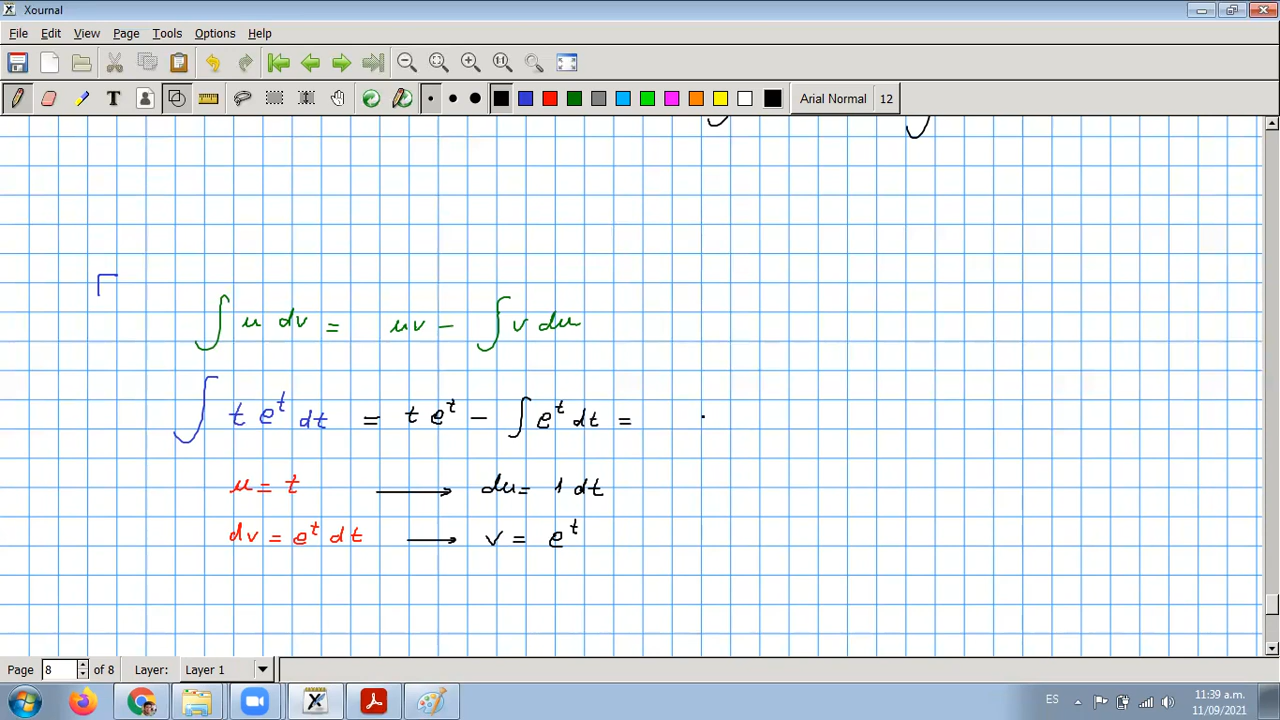 Xournal
File Edit View Page Tools Options Help
Arial Normal 12
∫ u dv = uv - ∫ v du
∫ t e^t dt = t e^t - ∫ e^t dt =
u = t → du = 1 dt
dv = e^t dt → v = e^t
Page 8 of 8 Layer: Layer 1
ES 11:39 a.m.
11/09/2021